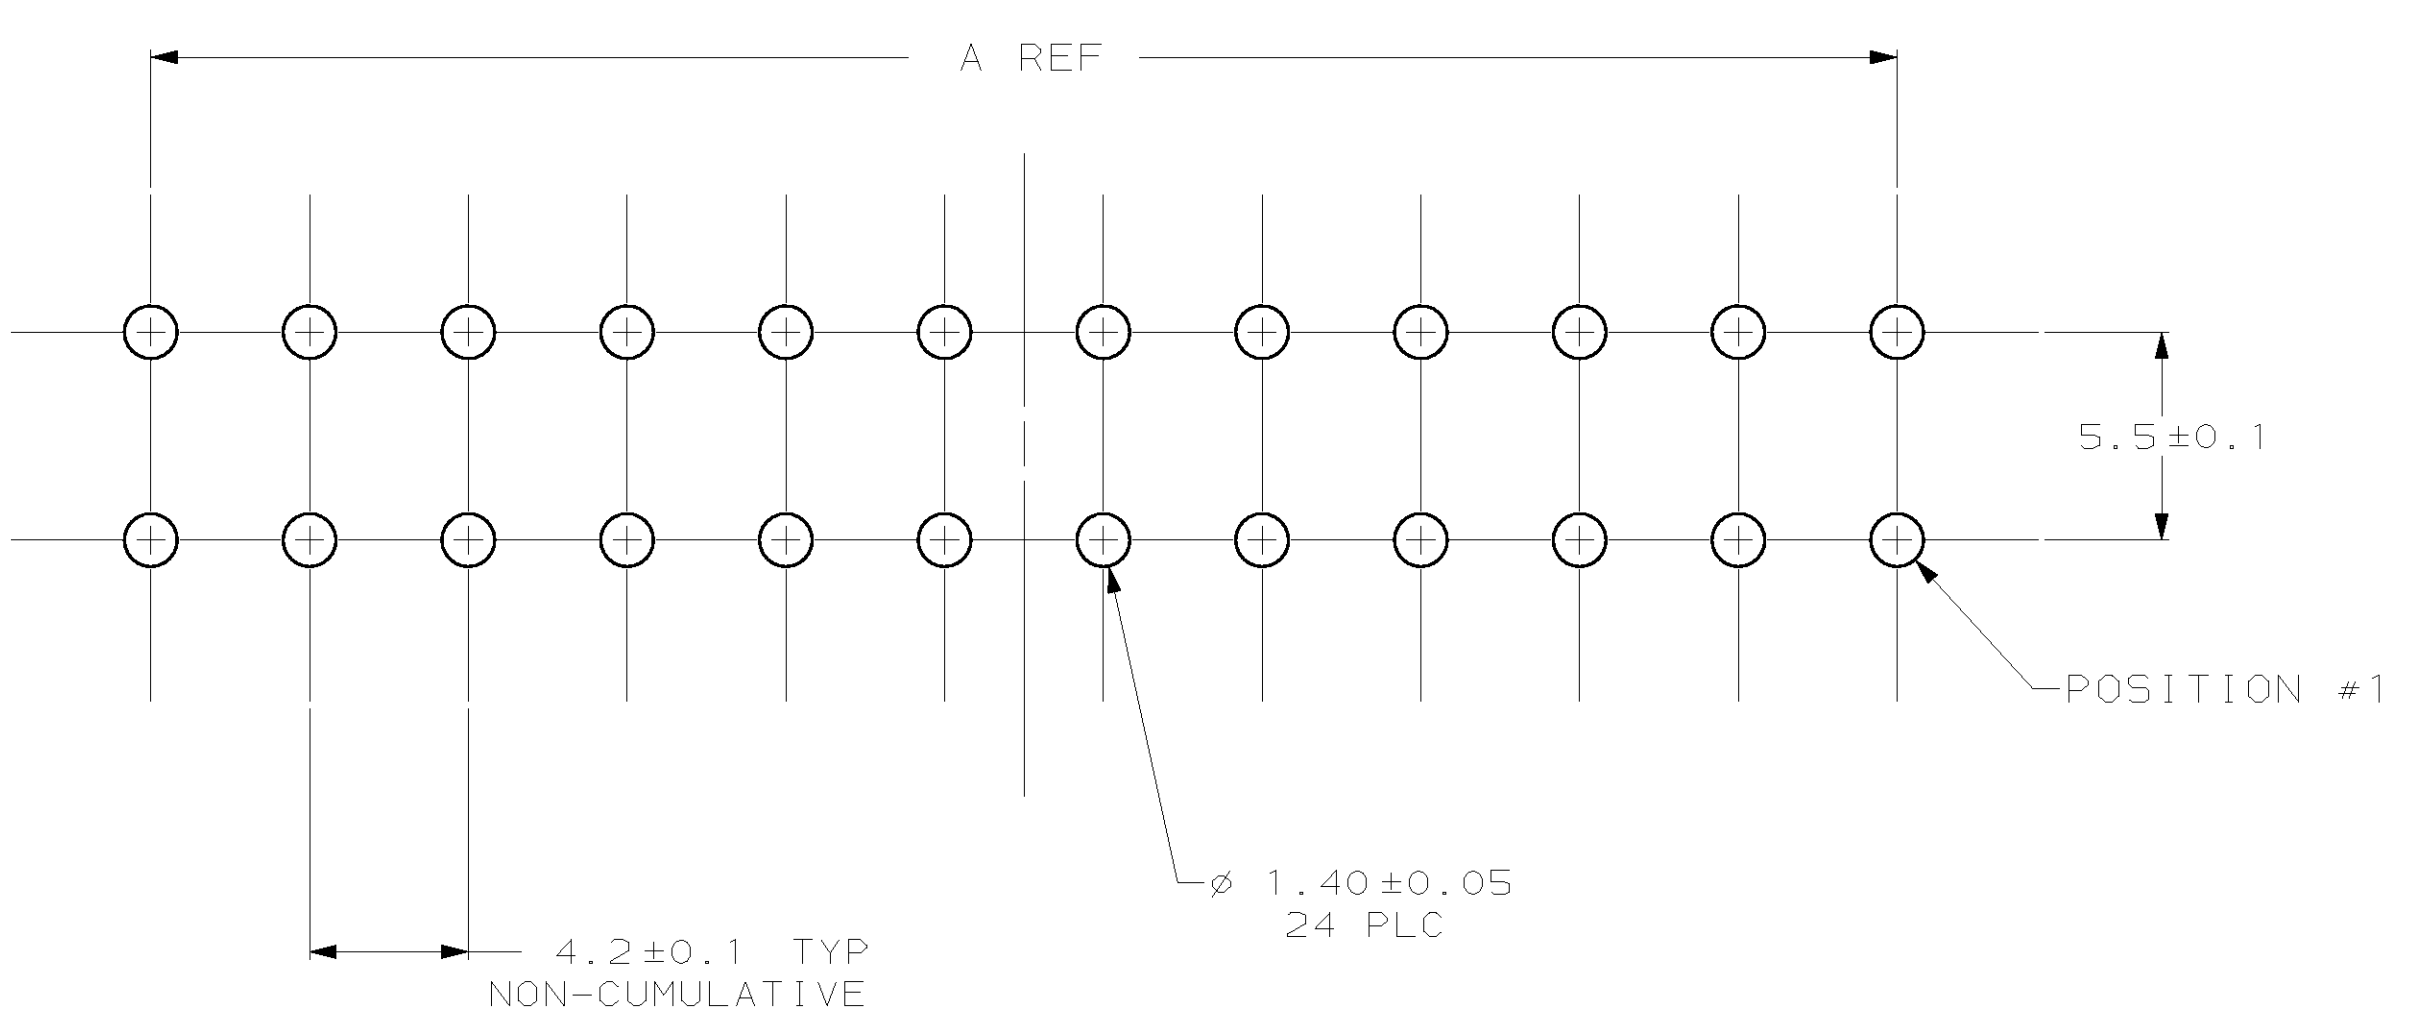 A REF
5.5±0.1
POSITION #1
ø 1.40±0.05
24 PLC
4.2±0.1 TYP
NON-CUMULATIVE